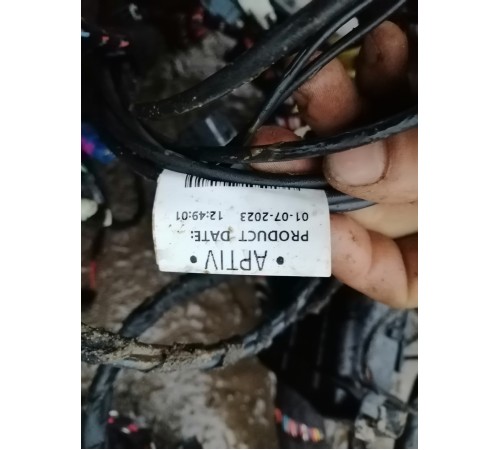 • APTIV •
PRODUCT DATE:
01-07-2023 12:49:01